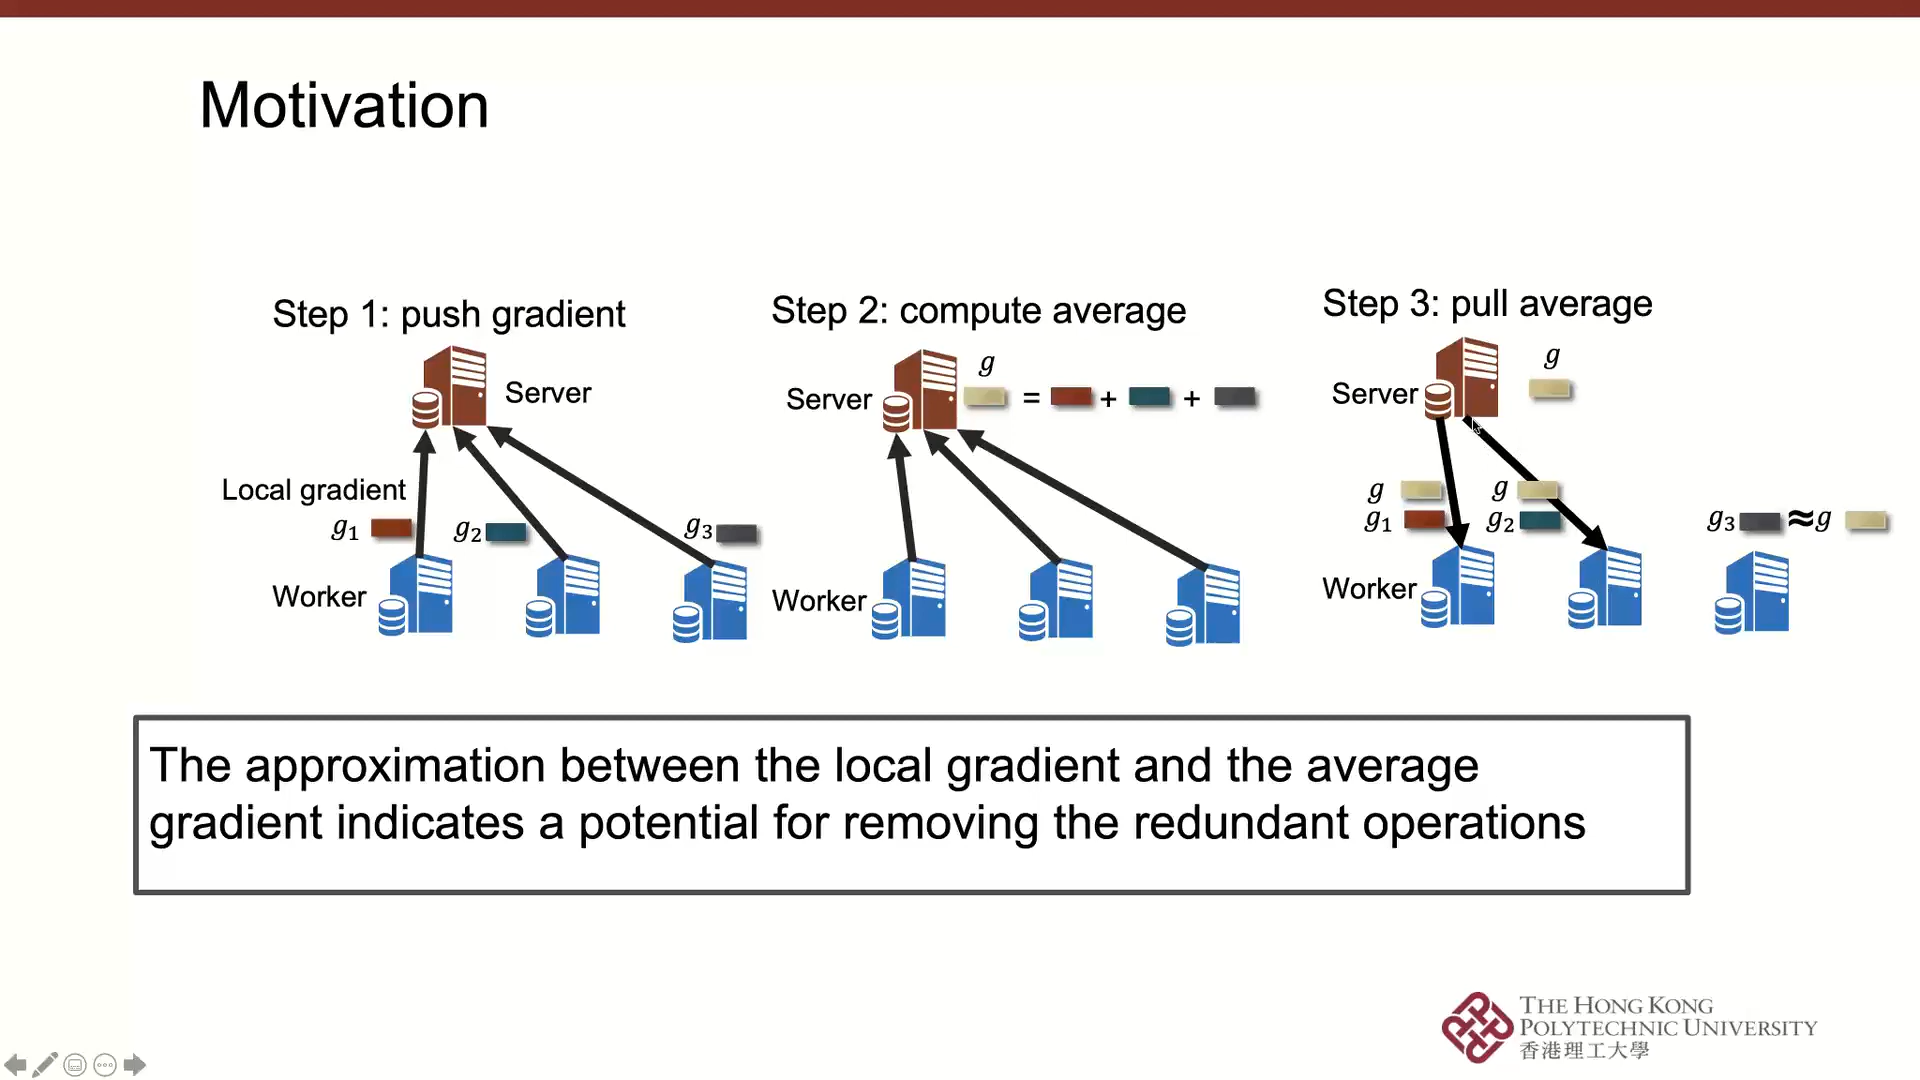 Motivation
Step 1: push gradient
Server
Local gradient
g₁
g₂
g₃
Worker
Step 2: compute average
g
Server
= + +
Worker
Step 3: pull average
g
Server
g
g₁
g
g₂
g₃ ≈ g
Worker
The approximation between the local gradient and the average
gradient indicates a potential for removing the redundant operations
THE HONG KONG
POLYTECHNIC UNIVERSITY
香港理工大學